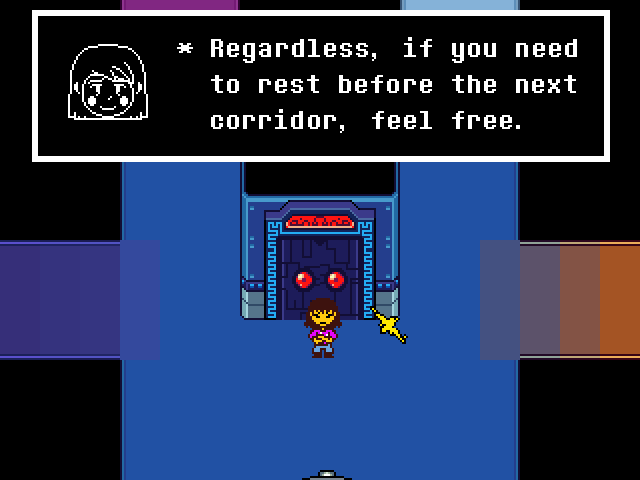 * Regardless, if you need
to rest before the next
corridor, feel free.